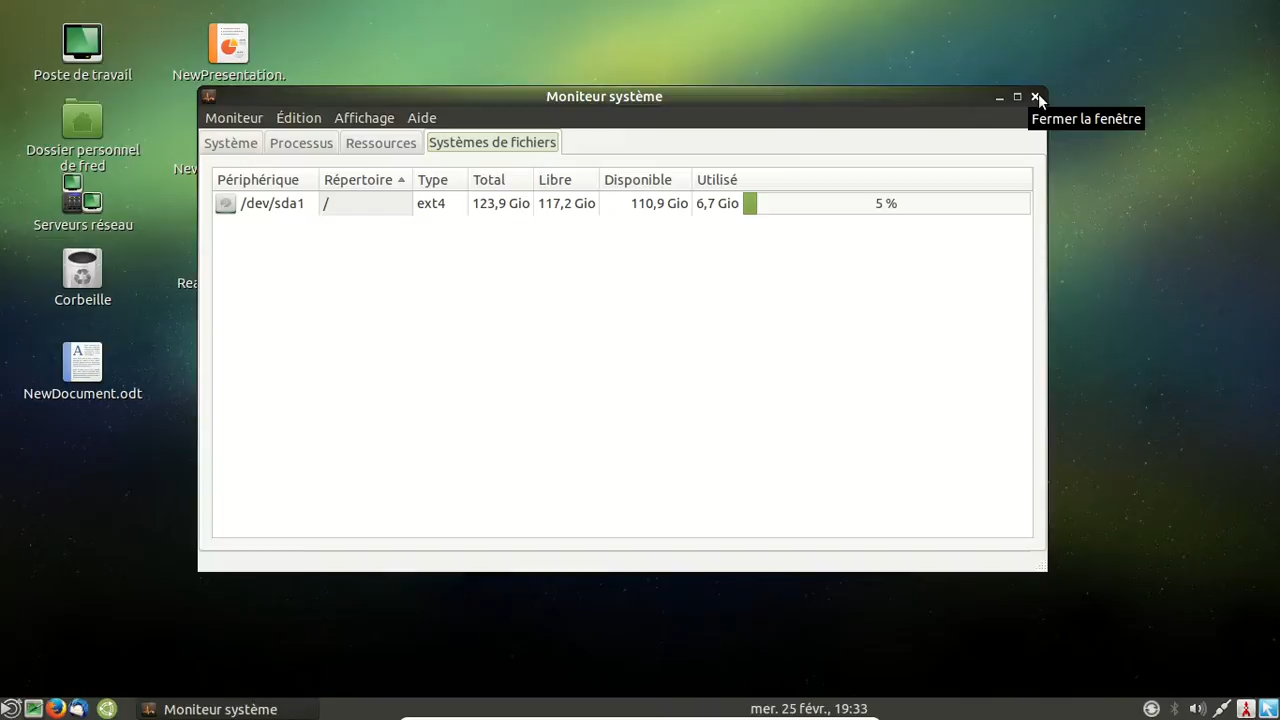 Poste de travail
NewPresentation.
Moniteur système
Fermer la fenêtre
Moniteur Édition Affichage Aide
Système Processus Ressources Systèmes de fichiers
Dossier personnel
de fred
Périphérique Répertoire Type Total Libre Disponible Utilisé
/dev/sda1 / ext4 123,9 Gio 117,2 Gio 110,9 Gio 6,7 Gio 5 %
Serveurs réseau
Corbeille
NewDocument.odt
Moniteur système
mer. 25 févr., 19:33